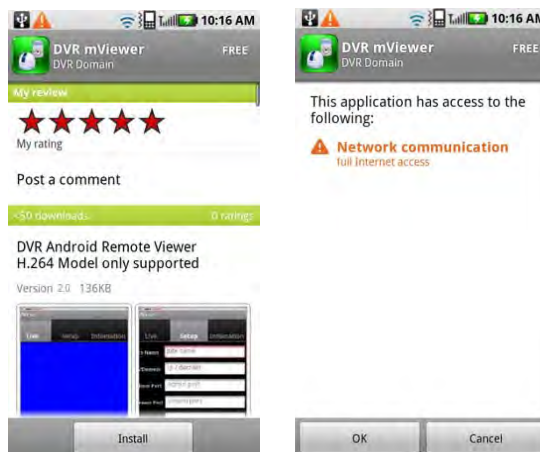 10:16 AM
DVR mViewer
DVR Domain
FREE
My review
My rating
Post a comment
<50 downloads
0 ratings
DVR Android Remote Viewer
H.264 Model only supported
Version 2.0 136KB
Live Setup Information
Live Setup Information
Install
10:16 AM
DVR mViewer
DVR Domain
FREE
This application has access to the
following:
Network communication
full Internet access
OK
Cancel